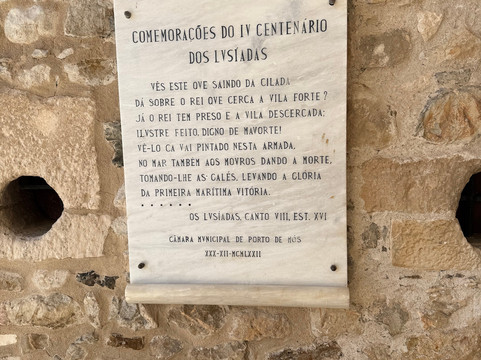 COMEMORAÇÕES DO IV CENTENÁRIO
DOS LVSÍADAS
VÊS ESTE QVE SAINDO DA CILADA
DÁ SOBRE O REI QVE CERCA A VILA FORTE?
JÁ O REI TEM PRESO E A VILA DESCERCADA;
ILVSTRE FEITO, DIGNO DE MAVORTE!
VÊ-LO CA VAI PINTADO NESTA ARMADA,
NO MAR TAMBÉM AOS MOVROS DANDO A MORTE,
TOMANDO-LHE AS GALÉS, LEVANDO A GLÓRIA
DA PRIMEIRA MARÍTIMA VITÓRIA.
. . . . . .
OS LVSÍADAS, CANTO VIII, EST. XVI
CÂMARA MUNICIPAL DE PORTO DE MÓS
XXX-XII-MCMLXXII